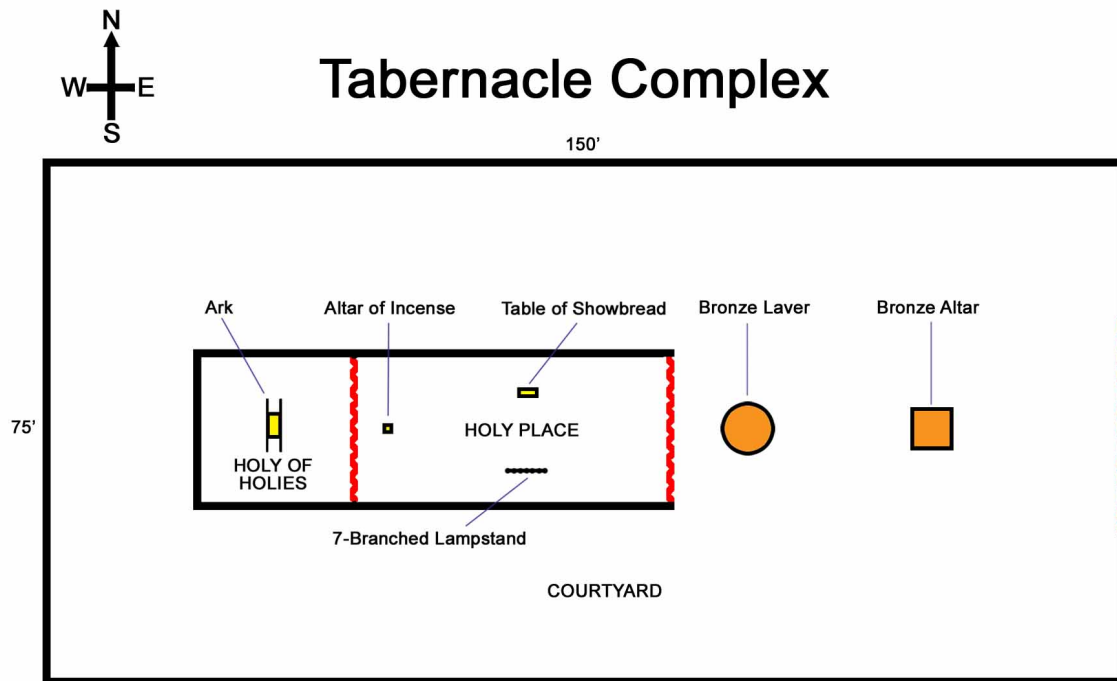 N
W E
S
Tabernacle Complex
150'
Ark
Altar of Incense
Table of Showbread
Bronze Laver
Bronze Altar
75'
HOLY PLACE
HOLY OF
HOLIES
7-Branched Lampstand
COURTYARD